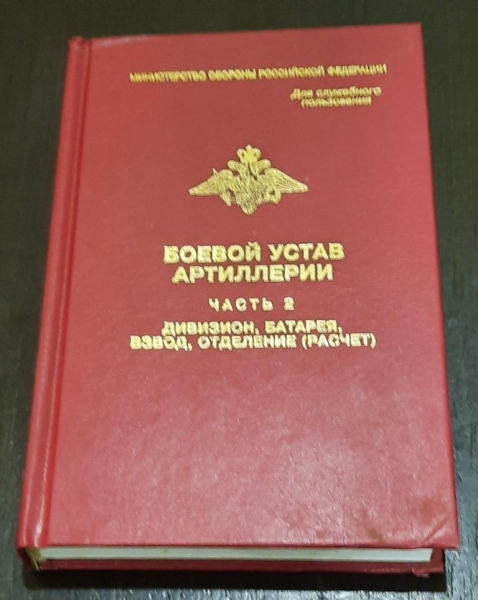 МИНИСТЕРСТВО ОБОРОНЫ РОССИЙСКОЙ ФЕДЕРАЦИИ
Для служебного
пользования
БОЕВОЙ УСТАВ
АРТИЛЛЕРИИ
ЧАСТЬ 2
ДИВИЗИОН, БАТАРЕЯ,
ВЗВОД, ОТДЕЛЕНИЕ (РАСЧЕТ)